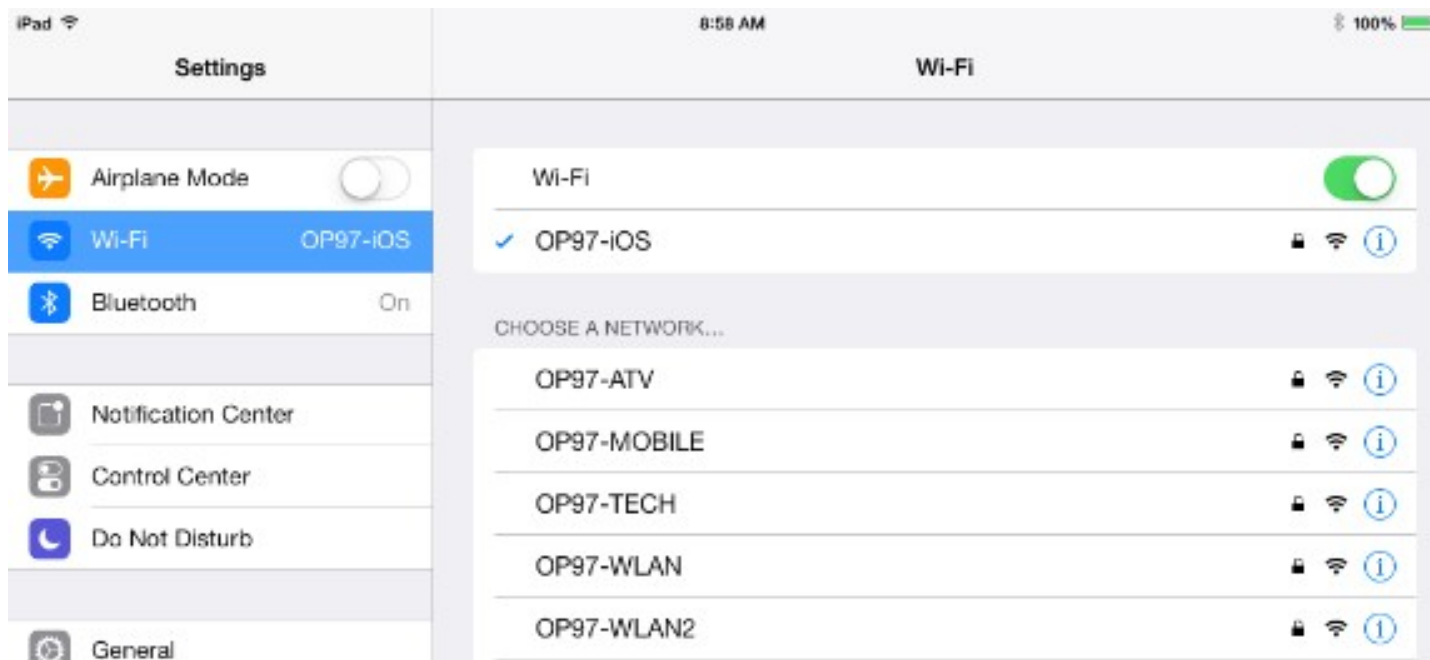 iPad 8:58 AM 100%
Settings
Wi-Fi
Airplane Mode
Wi-Fi OP97-iOS
Bluetooth On
Notification Center
Control Center
Do Not Disturb
General
Wi-Fi
OP97-iOS
CHOOSE A NETWORK...
OP97-ATV
OP97-MOBILE
OP97-TECH
OP97-WLAN
OP97-WLAN2